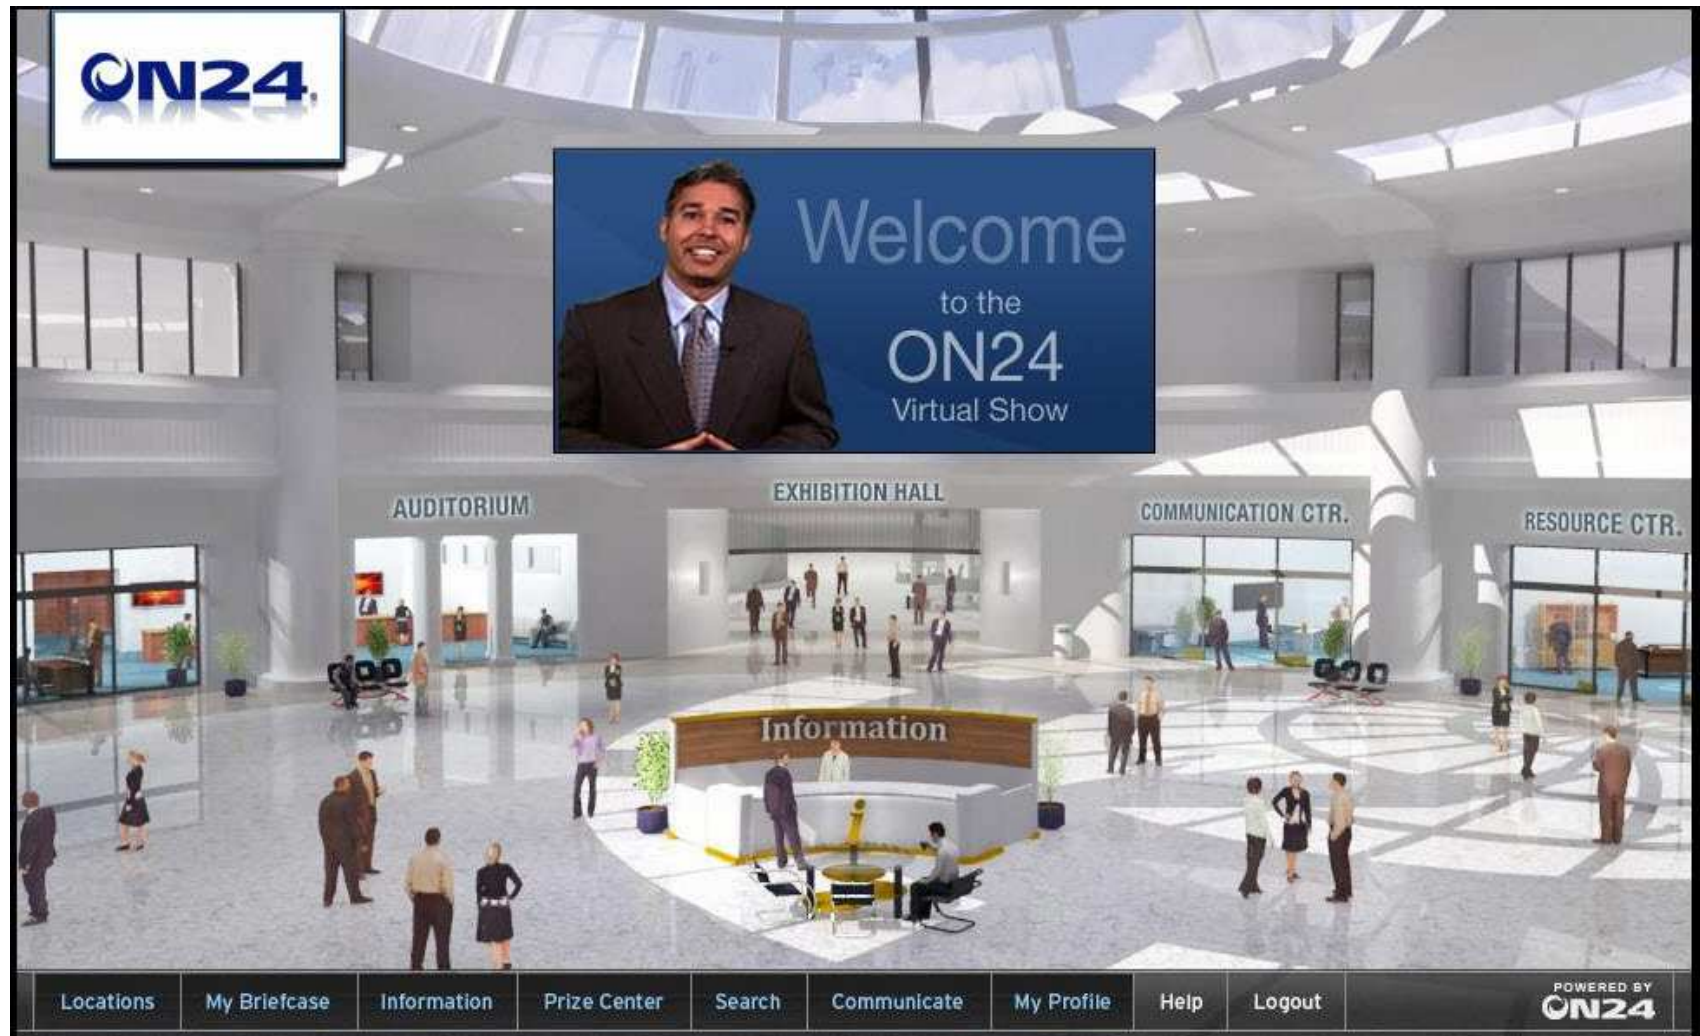 ON24
Welcome
to the
ON24
Virtual Show
AUDITORIUM
EXHIBITION HALL
COMMUNICATION CTR.
RESOURCE CTR.
Information
Locations
My Briefcase
Information
Prize Center
Search
Communicate
My Profile
Help
Logout
POWERED BY
ON24